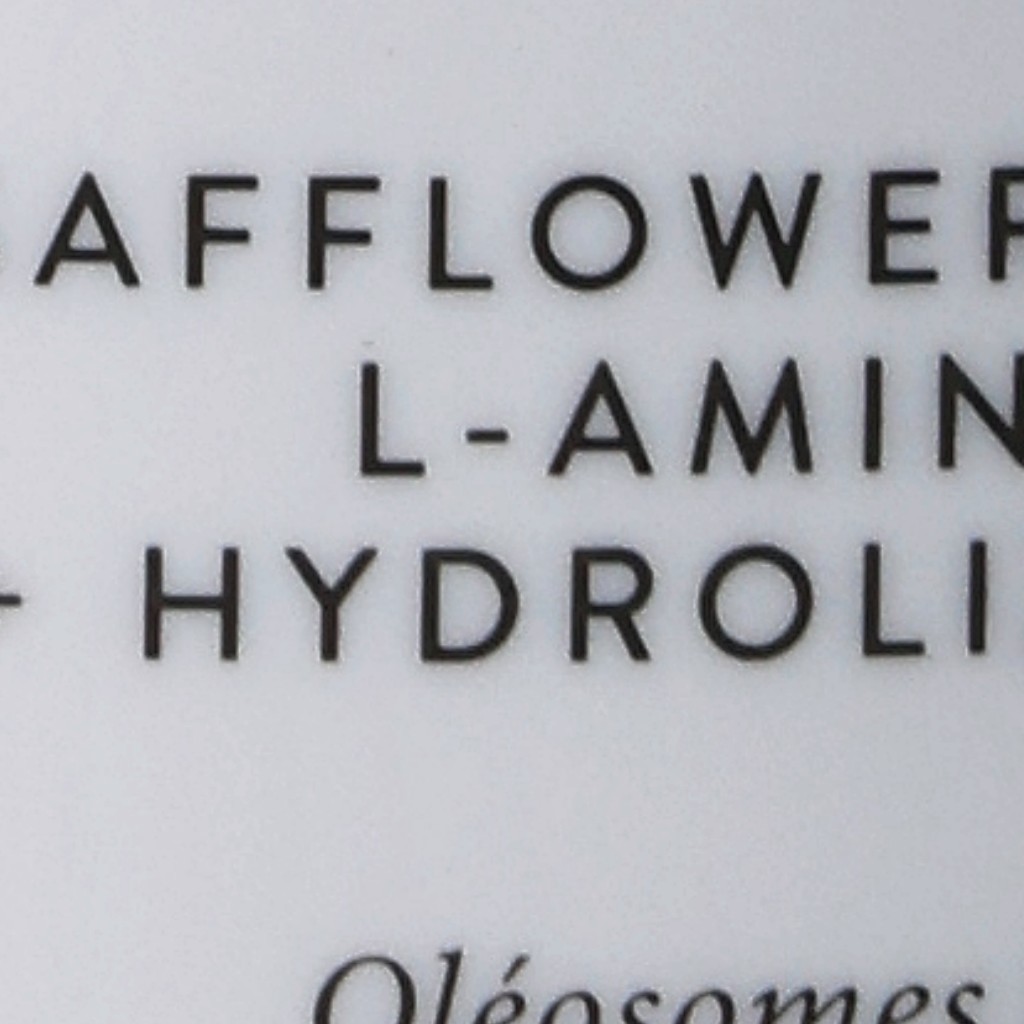 AFFLOWER
L-AMIN
+ HYDROLI
Oléosomes